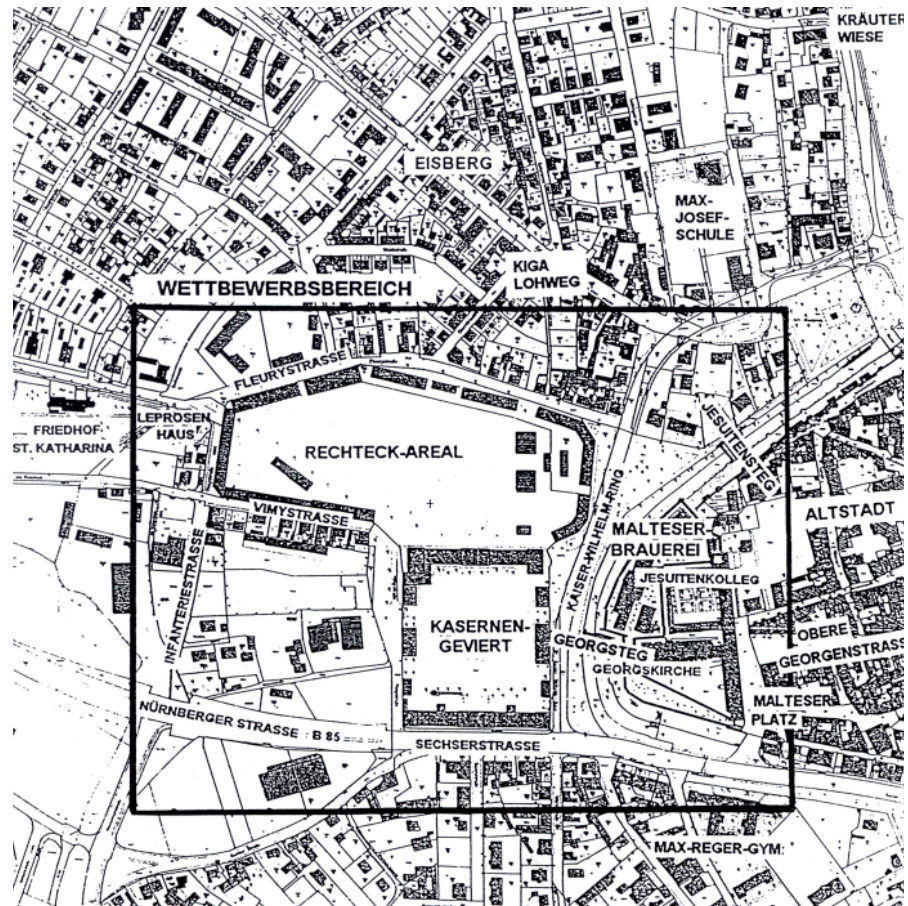 KRÄUTER
WIESE
EISBERG
MAX-
JOSEF-
SCHULE
KIGA
LOHWEG
WETTBEWERBSBEREICH
FLEURYSTRASSE
LEPROSEN
HAUS
FRIEDHOF
ST. KATHARINA
RECHTECK-AREAL
JESUITENSTEG
VIMYSTRASSE
KAISER-WILHELM-RING
MALTESER
BRAUEREI
ALTSTADT
JESUITENKOLLEG
INFANTERIESTRASSE
KASERNEN-
GEVIERT
GEORGSTEG
GEORGSKIRCHE
OBERE
GEORGENSTRASS
MALTESER
PLATZ
NÜRNBERGER STRASSE : B 85
SECHSERSTRASSE
MAX-REGER-GYM: